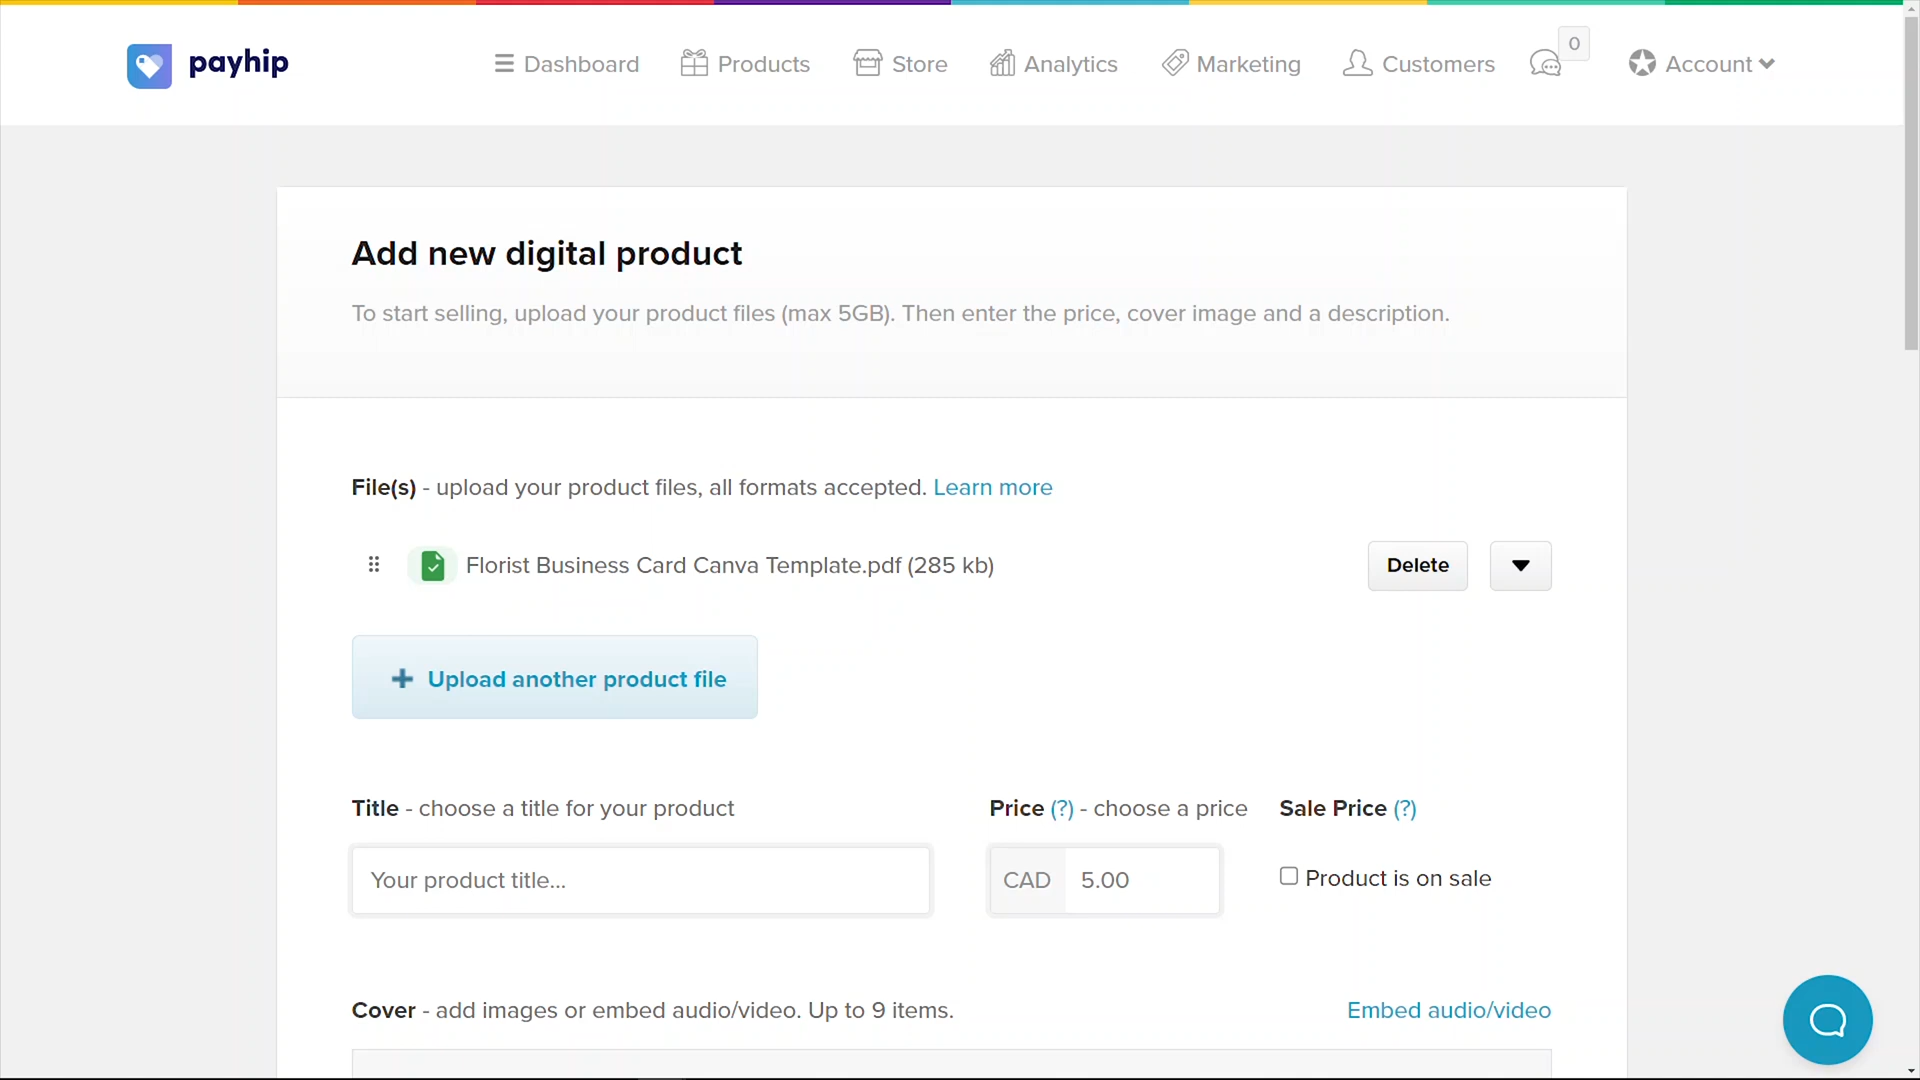 payhip
Dashboard
Products
Store
Analytics
Marketing
Customers
0
Account
Add new digital product
To start selling, upload your product files (max 5GB). Then enter the price, cover image and a description.
File(s) - upload your product files, all formats accepted. Learn more
Florist Business Card Canva Template.pdf (285 kb)
Delete
Upload another product file
Title - choose a title for your product
Price (?) - choose a price
Sale Price (?)
Your product title...
CAD
5.00
Product is on sale
Cover - add images or embed audio/video. Up to 9 items.
Embed audio/video